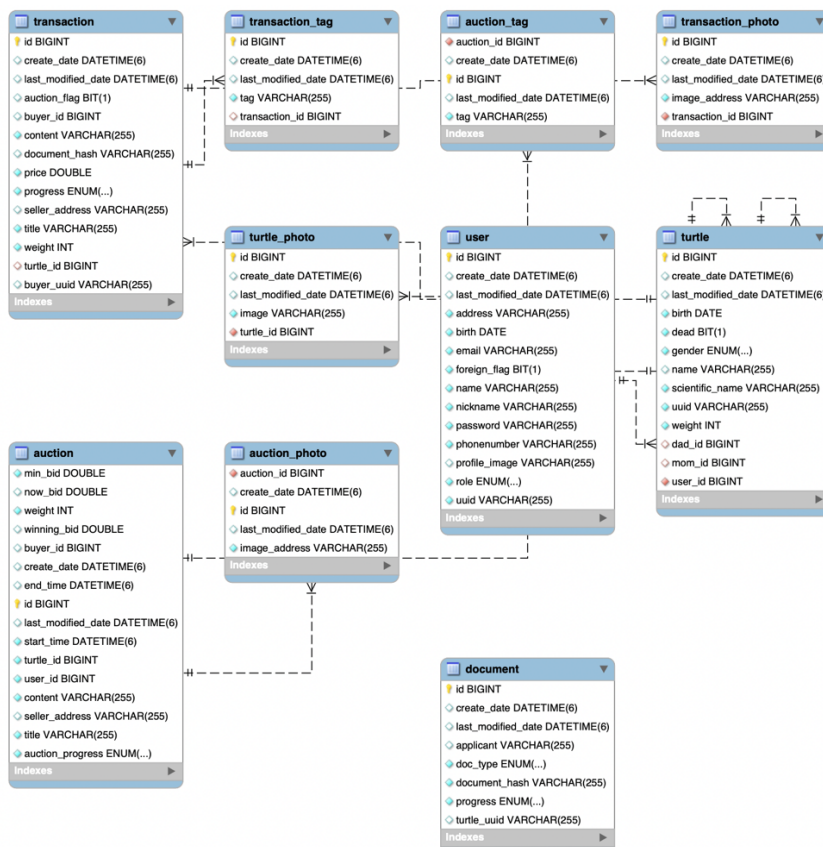 transaction
id BIGINT
create_date DATETIME(6)
last_modified_date DATETIME(6)
auction_flag BIT(1)
buyer_id BIGINT
content VARCHAR(255)
document_hash VARCHAR(255)
price DOUBLE
progress ENUM(...)
seller_address VARCHAR(255)
title VARCHAR(255)
weight INT
turtle_id BIGINT
buyer_uuid VARCHAR(255)
Indexes
transaction_tag
id BIGINT
create_date DATETIME(6)
last_modified_date DATETIME(6)
tag VARCHAR(255)
transaction_id BIGINT
Indexes
auction_tag
auction_id BIGINT
create_date DATETIME(6)
id BIGINT
last_modified_date DATETIME(6)
tag VARCHAR(255)
Indexes
transaction_photo
id BIGINT
create_date DATETIME(6)
last_modified_date DATETIME(6
image_address VARCHAR(255)
transaction_id BIGINT
Indexes
turtle_photo
id BIGINT
create_date DATETIME(6)
last_modified_date DATETIME(6)
image VARCHAR(255)
turtle_id BIGINT
Indexes
user
id BIGINT
create_date DATETIME(6)
last_modified_date DATETIME(6)
address VARCHAR(255)
birth DATE
email VARCHAR(255)
foreign_flag BIT(1)
name VARCHAR(255)
nickname VARCHAR(255)
password VARCHAR(255)
phonenumber VARCHAR(255)
profile_image VARCHAR(255)
role ENUM(...)
uuid VARCHAR(255)
Indexes
turtle
id BIGINT
create_date DATETIME(6)
last_modified_date DATETIME(6
birth DATE
dead BIT(1)
gender ENUM(...)
name VARCHAR(255)
scientific_name VARCHAR(255)
uuid VARCHAR(255)
weight INT
dad_id BIGINT
mom_id BIGINT
user_id BIGINT
Indexes
auction
min_bid DOUBLE
now_bid DOUBLE
weight INT
winning_bid DOUBLE
buyer_id BIGINT
create_date DATETIME(6)
end_time DATETIME(6)
id BIGINT
last_modified_date DATETIME(6)
start_time DATETIME(6)
turtle_id BIGINT
user_id BIGINT
content VARCHAR(255)
seller_address VARCHAR(255)
title VARCHAR(255)
auction_progress ENUM(...)
Indexes
auction_photo
auction_id BIGINT
create_date DATETIME(6)
id BIGINT
last_modified_date DATETIME(6)
image_address VARCHAR(255)
Indexes
document
id BIGINT
create_date DATETIME(6)
last_modified_date DATETIME(6)
applicant VARCHAR(255)
doc_type ENUM(...)
document_hash VARCHAR(255)
progress ENUM(...)
turtle_uuid VARCHAR(255)
Indexes